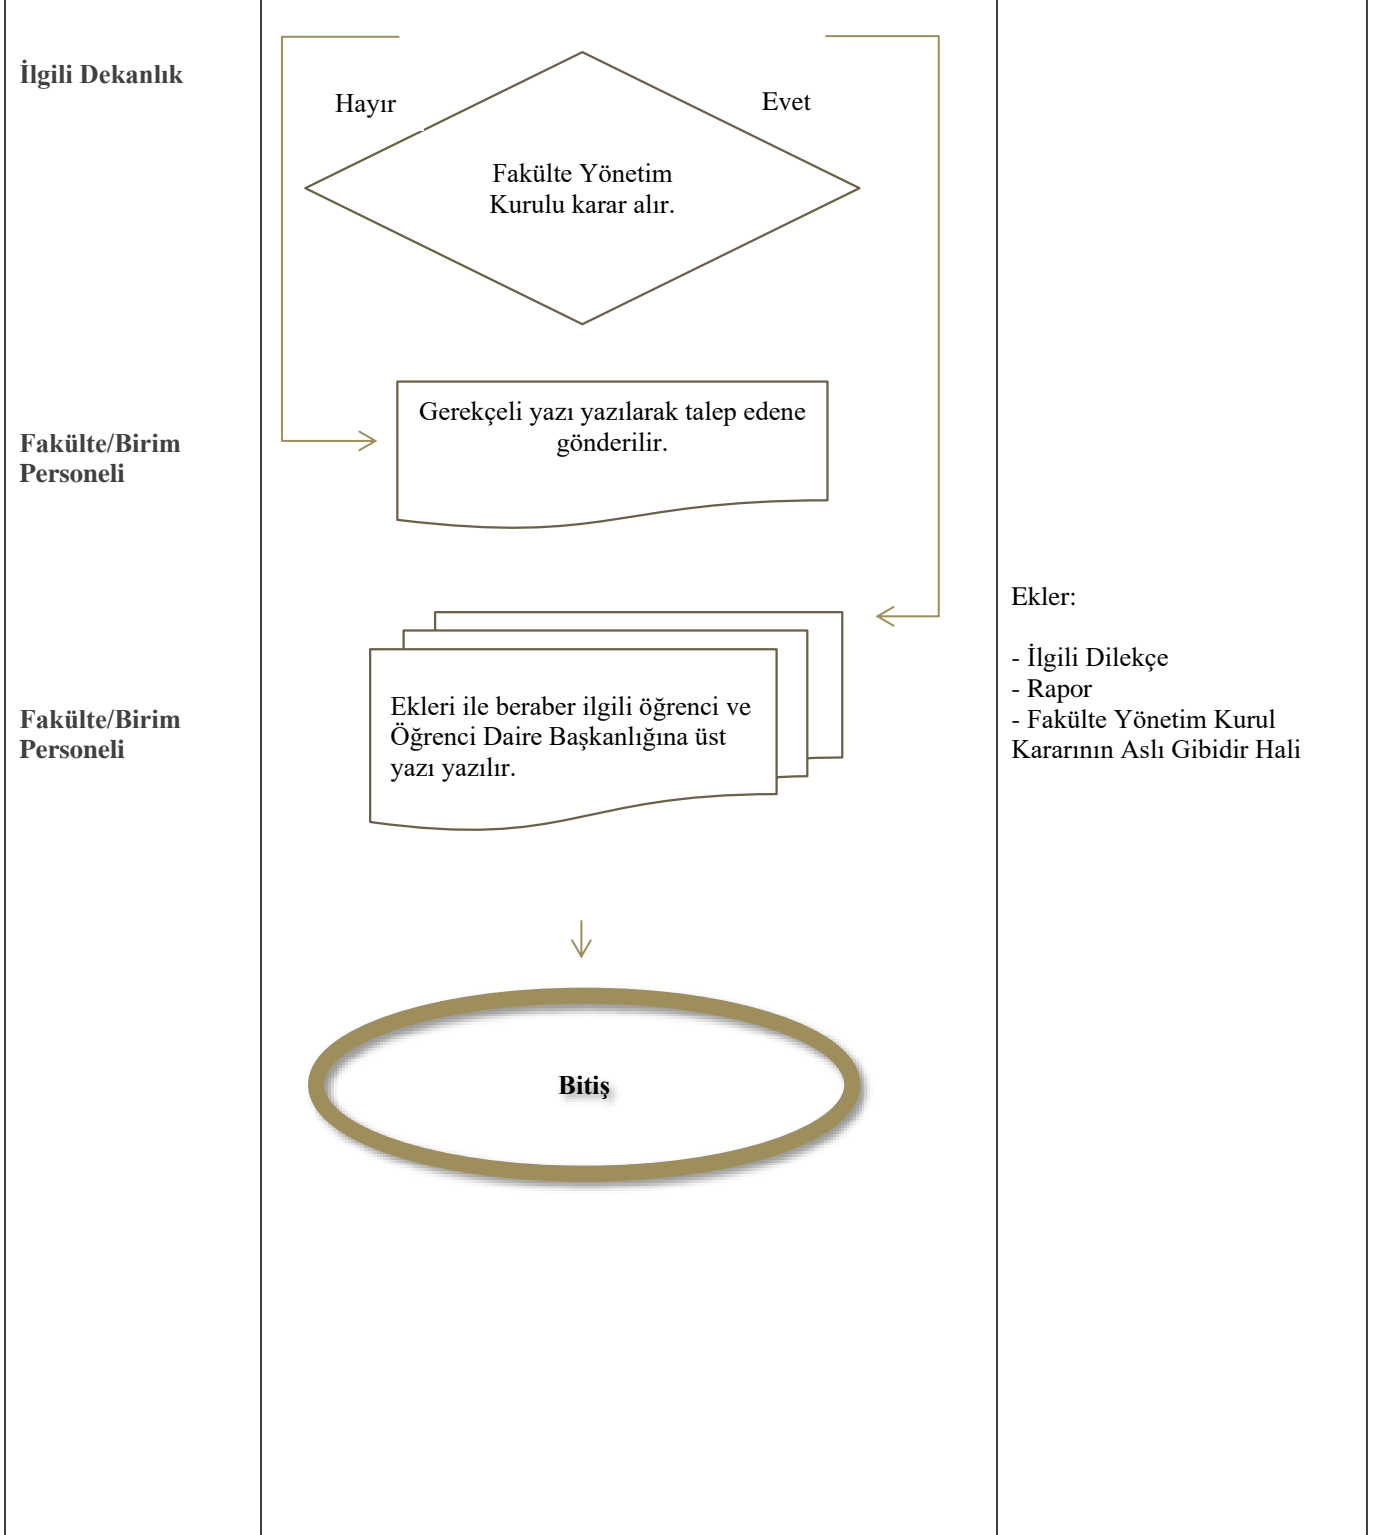 İlgili Dekanlık
Hayır
Evet
Fakülte Yönetim
Kurulu karar alır.
Fakülte/Birim
Personeli
Gerekçeli yazı yazılarak talep edene
gönderilir.
Fakülte/Birim
Personeli
Ekleri ile beraber ilgili öğrenci ve
Öğrenci Daire Başkanlığına üst
yazı yazılır.
Ekler:
- İlgili Dilekçe
- Rapor
- Fakülte Yönetim Kurul
Kararının Aslı Gibidir Hali
Bitiş